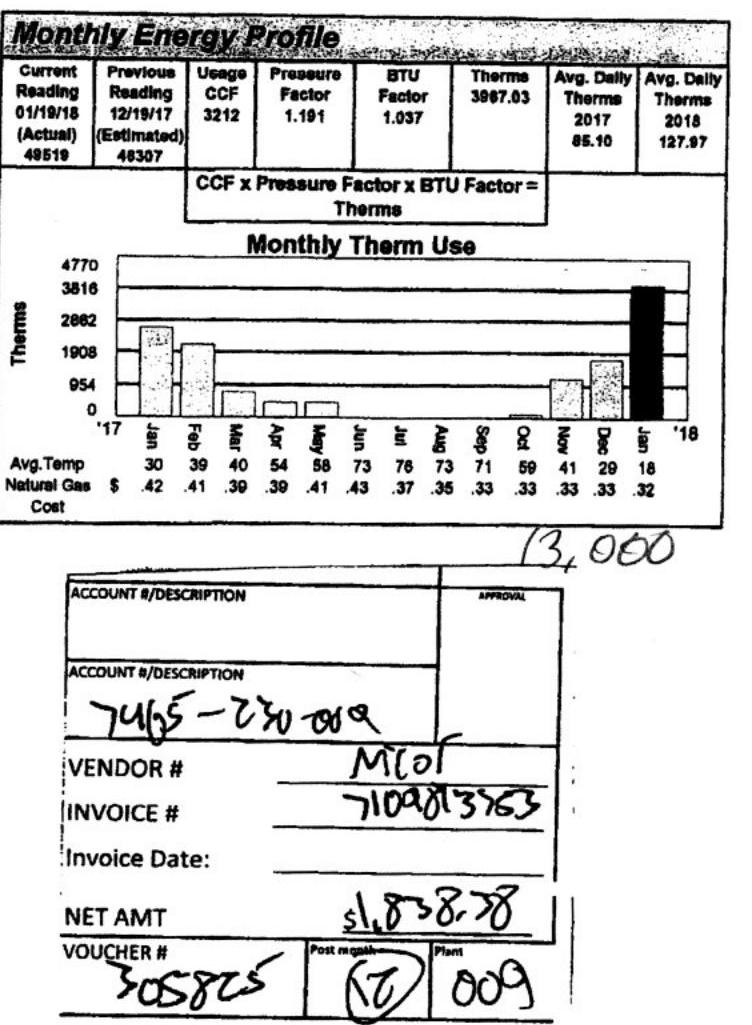 Monthly Energy Profile
Current Reading 01/19/18 (Actual) 49519
Previous Reading 12/19/17 (Estimated) 46307
Usage CCF 3212
Pressure Factor 1.191
BTU Factor 1.037
Therms 3967.03
Avg. Daily Therms 2017 85.10
Avg. Daily Therms 2018 127.97
CCF x Pressure Factor x BTU Factor =
Therms
Monthly Therm Use
Therms
4770
3816
2862
1908
954
0
'17 Jan Feb Mar Apr May Jun Jul Aug Sep Oct Nov Dec Jan '18
Avg.Temp 30 39 40 54 58 73 76 73 71 59 41 29 18
Natural Gas $ .42 .41 .39 .39 .41 .43 .37 .35 .33 .33 .33 .33 .32
Cost
13,000
ACCOUNT #/DESCRIPTION
APPROVAL
ACCOUNT #/DESCRIPTION
7465-230-009
VENDOR #
INVOICE # 7109813363
Invoice Date:
NET AMT $1,838.38
VOUCHER # 305825
Post month 12
Plant 009